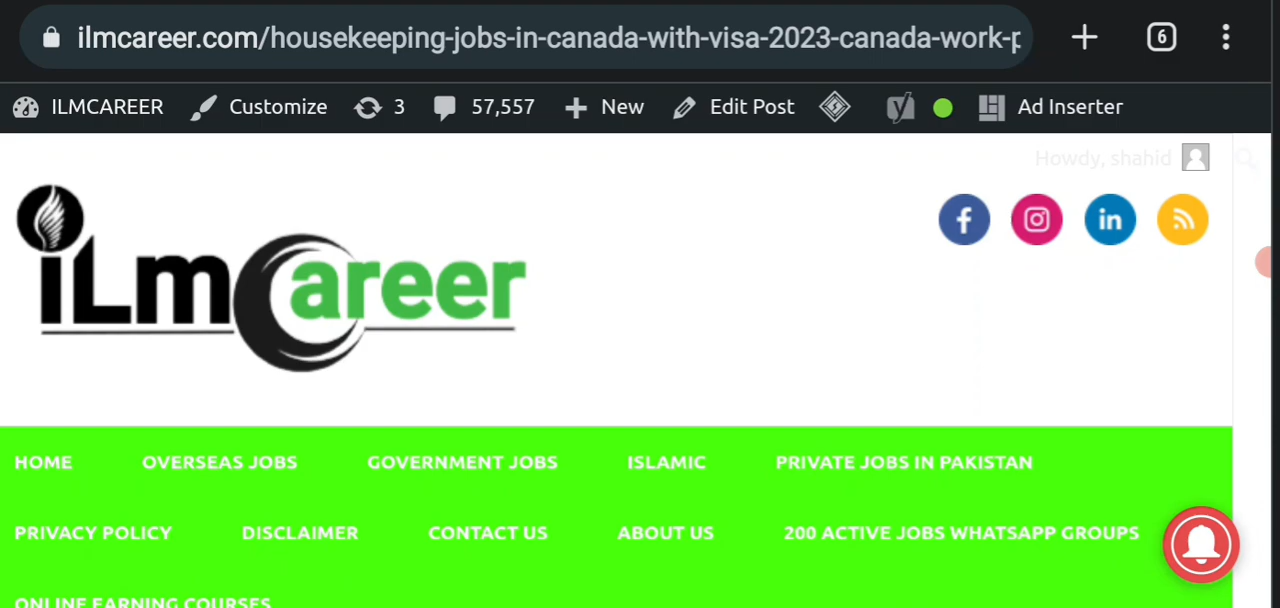 ilmcareer.com/housekeeping-jobs-in-canada-with-visa-2023-canada-work-p
6
ILMCAREER Customize 3 57,557 New Edit Post Ad Inserter
Howdy, shahid
iLmCareer
HOME OVERSEAS JOBS GOVERNMENT JOBS ISLAMIC PRIVATE JOBS IN PAKISTAN
PRIVACY POLICY DISCLAIMER CONTACT US ABOUT US 200 ACTIVE JOBS WHATSAPP GROUPS
ONLINE EARNING COURSES